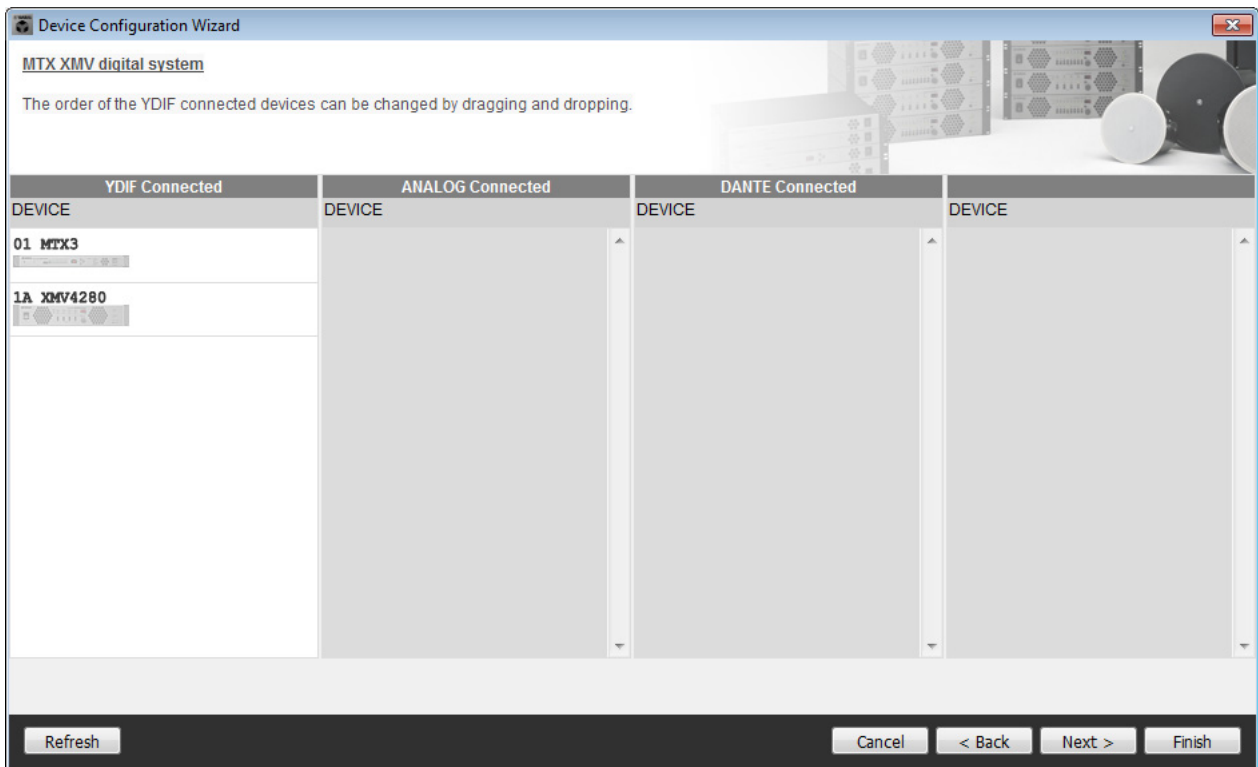 Device Configuration Wizard
MTX XMV digital system
The order of the YDIF connected devices can be changed by dragging and dropping.
YDIF Connected
ANALOG Connected
DANTE Connected
DEVICE
DEVICE
DEVICE
DEVICE
01 MTX3
1A XMV4280
Refresh
Cancel
< Back
Next >
Finish